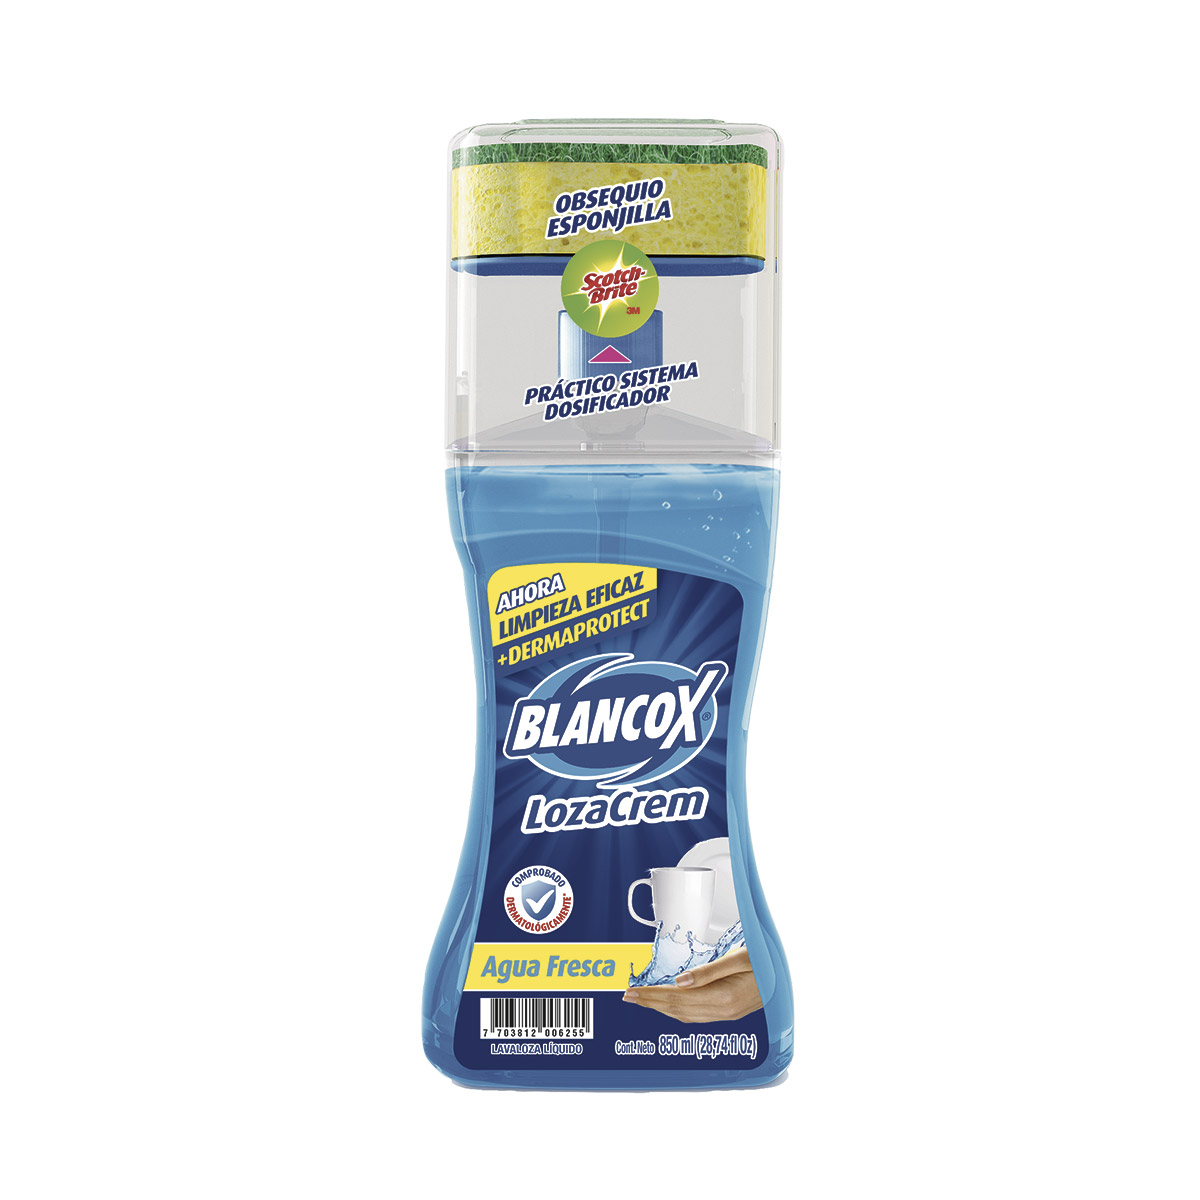 OBSEQUIO
ESPONJILLA
Scotch-
Brite
3M
PRÁCTICO SISTEMA
DOSIFICADOR
AHORA
LIMPIEZA EFICAZ
+DERMAPROTECT
BLANCOX®
LozaCrem
COMPROBADO
DERMATOLÓGICAMENTE*
Agua Fresca
7 703812 006255
LAVALOZA LÍQUIDO
Cont. Neto 850 ml (28,74 fl Oz)